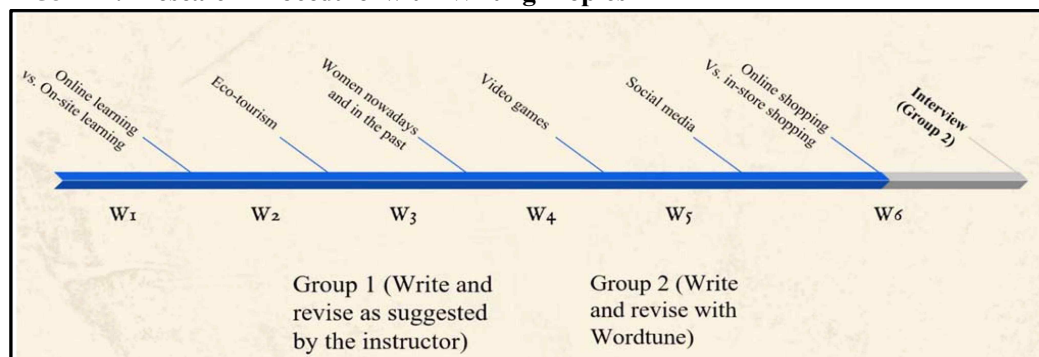 Online learning
vs. On-site learning
Eco-tourism
Women nowadays
and in the past
Video games
Social media
Online shopping
Vs. in-store shopping
Interview
(Group 2)
W1
W2
W3
W4
W5
W6
Group 1 (Write and
revise as suggested
by the instructor)
Group 2 (Write
and revise with
Wordtune)